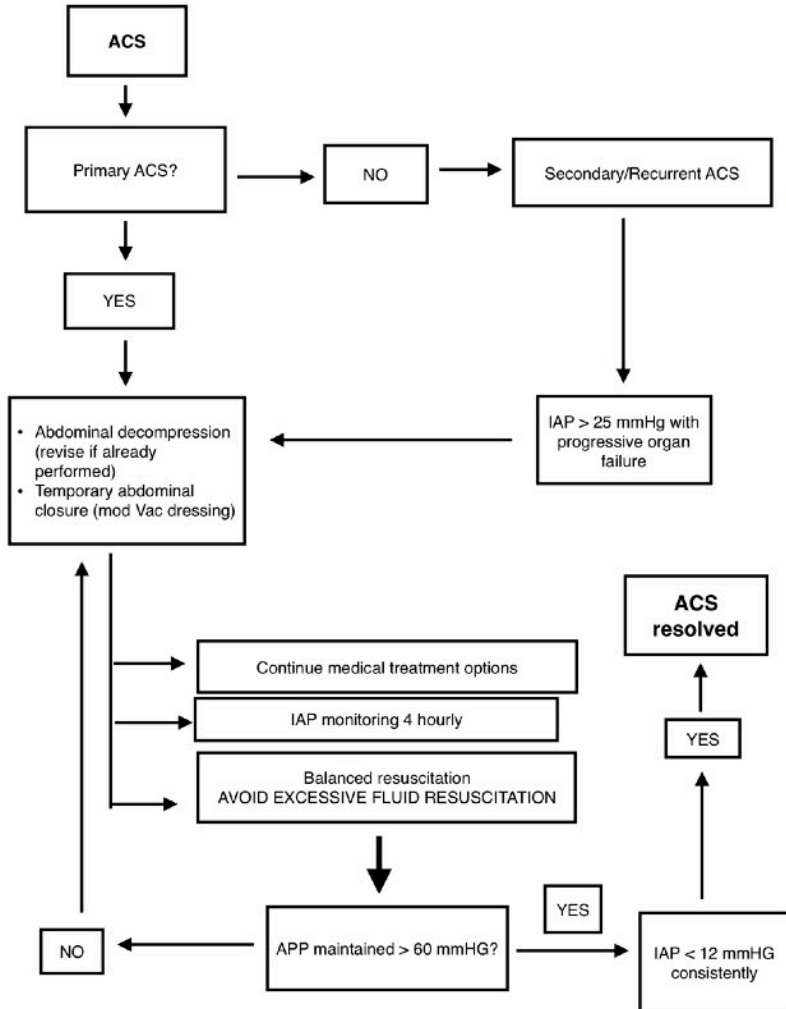 ACS
Primary ACS?
NO
Secondary/Recurrent ACS
YES
• Abdominal decompression
(revise if already
performed)
• Temporary abdominal
closure (mod Vac dressing)
IAP > 25 mmHg with
progressive organ
failure
ACS
resolved
Continue medical treatment options
IAP monitoring 4 hourly
YES
Balanced resuscitation
AVOID EXCESSIVE FLUID RESUSCITATION
YES
NO
APP maintained > 60 mmHG?
IAP < 12 mmHG
consistently